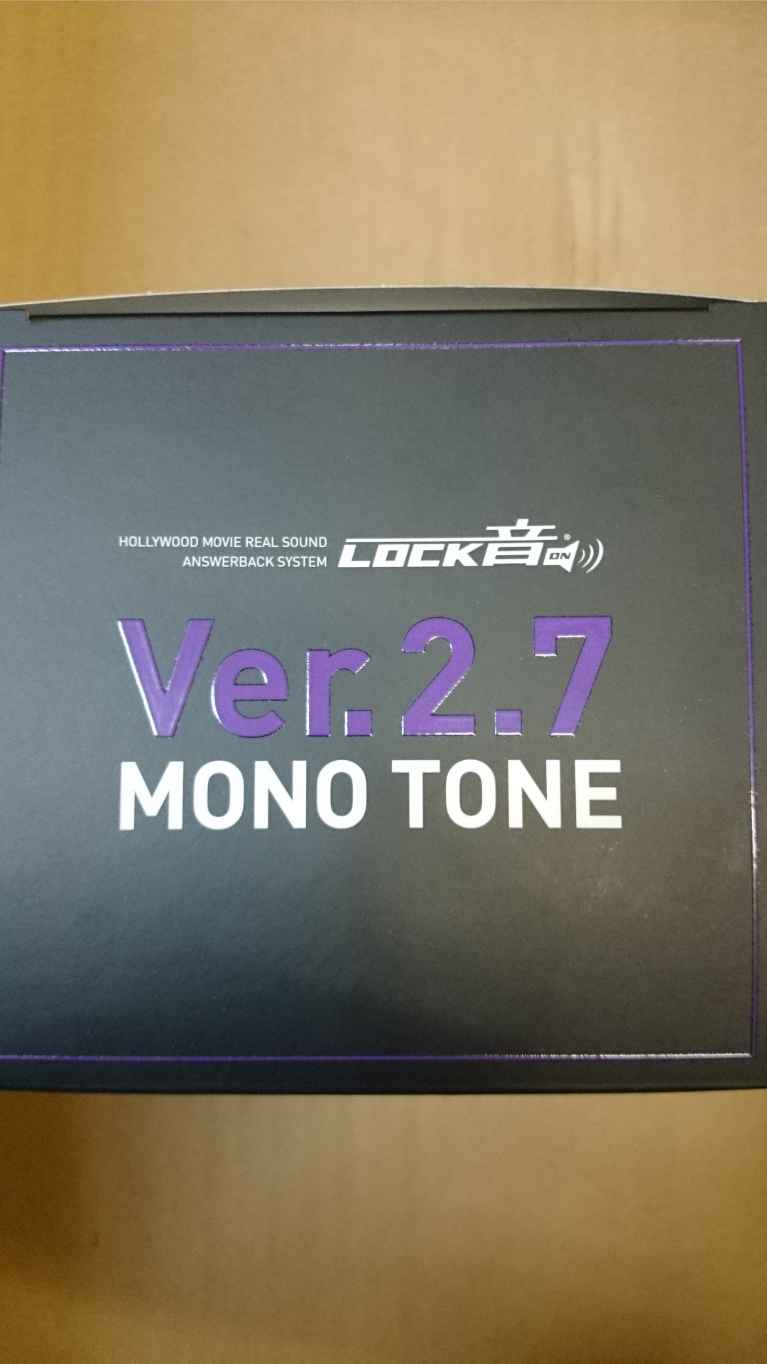 HOLLYWOOD MOVIE REAL SOUND
ANSWERBACK SYSTEM
LOCK音ON®
Ver.2.7
MONO TONE